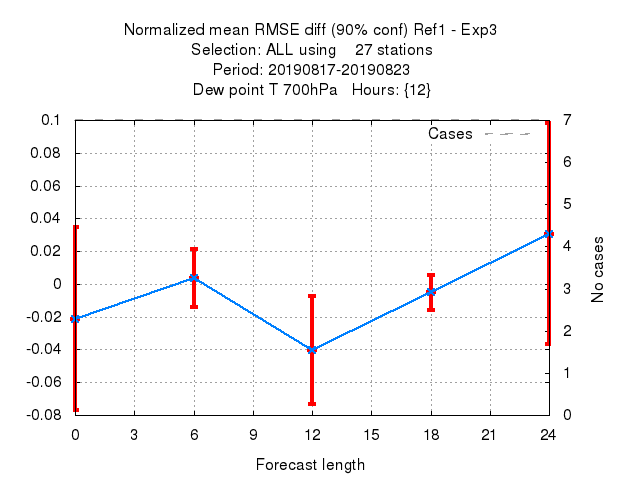 Normalized mean RMSE diff (90% conf) Ref1 - Exp3
Selection: ALL using 27 stations
Period: 20190817-20190823
Dew point T 700hPa Hours: {12}
Cases
0.1
0.08
0.06
0.04
0.02
0
-0.02
-0.04
-0.06
-0.08
7
6
5
4
3
2
1
0
No cases
0 3 6 9 12 15 18 21 24
Forecast length